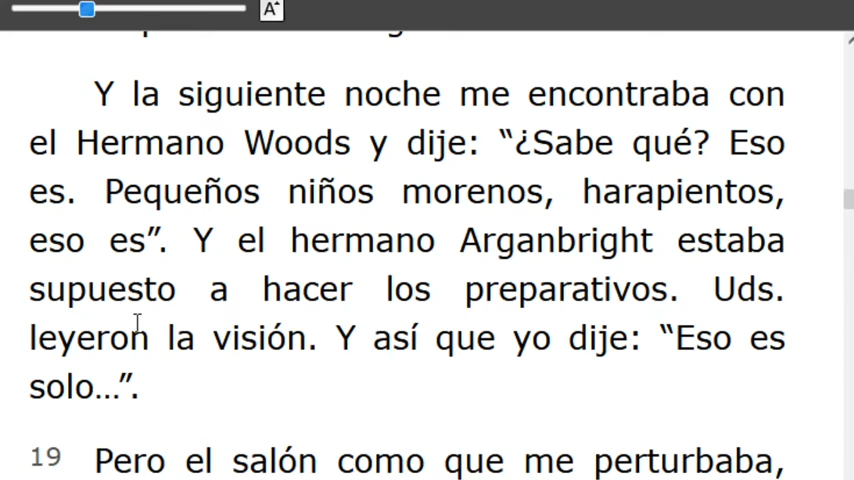 A
Y la siguiente noche me encontraba con
el Hermano Woods y dije: “¿Sabe qué? Eso
es. Pequeños niños morenos, harapientos,
eso es”. Y el hermano Arganbright estaba
supuesto a hacer los preparativos. Uds.
leyeron la visión. Y así que yo dije: “Eso es
solo...”.
19 Pero el salón como que me perturbaba,